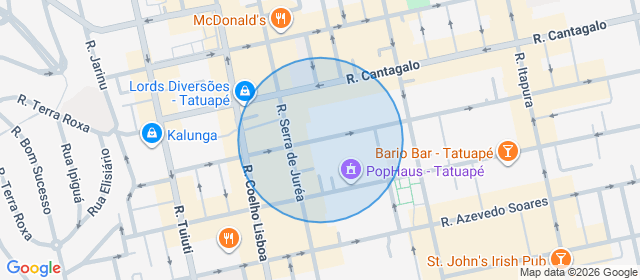 McDonald's
R. Cantagalo
R. Itapura
R. Jarinu
Lords Diversões
- Tatuapé
R. Terra Roxa
Kalunga
R. Serra de Juréa
Bario Bar - Tatuapé
PopHaus - Tatuapé
R. Bom Sucesso
Rua Ipiguá
Rua Elisiário
R. Tuiuti
R. Coelho Lisboa
R. Terra Roxa
R. Azevedo Soares
St. John's Irish Pub
Google
Map data ©2026 Google